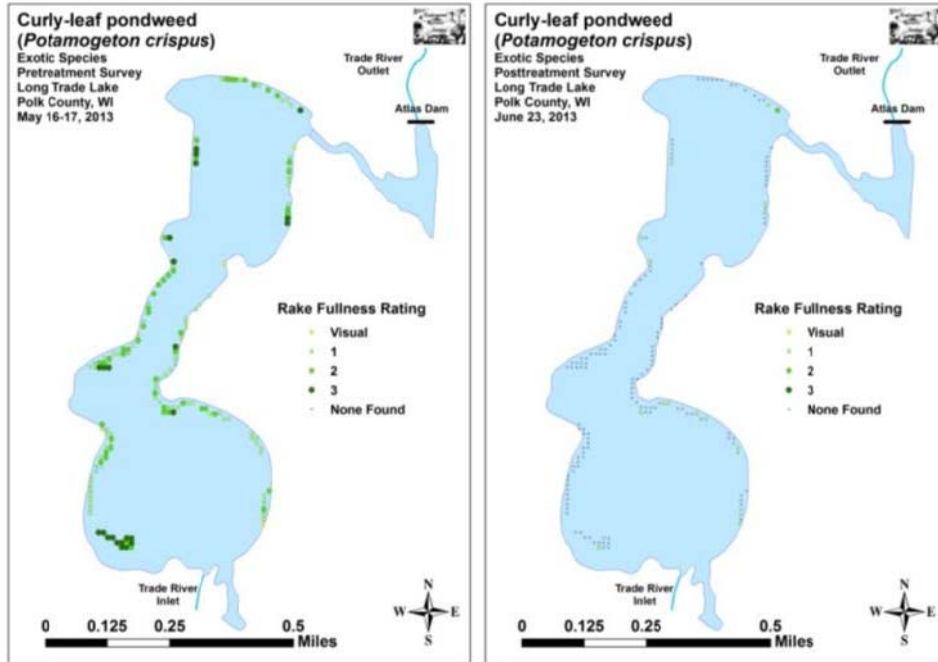 Curly-leaf pondweed
(Potamogeton crispus)
Exotic Species
Pretreatment Survey
Long Trade Lake
Polk County, WI
May 16-17, 2013
Trade River
Outlet
Atlas Dam
Rake Fullness Rating
Visual
1
2
3
None Found
Trade River
Inlet
N
W E
S
0 0.125 0.25 0.5
Miles
Curly-leaf pondweed
(Potamogeton crispus)
Exotic Species
Posttreatment Survey
Long Trade Lake
Polk County, WI
June 23, 2013
Trade River
Outlet
Atlas Dam
Rake Fullness Rating
Visual
1
2
3
None Found
Trade River
Inlet
N
W E
S
0 0.125 0.25 0.5
Miles